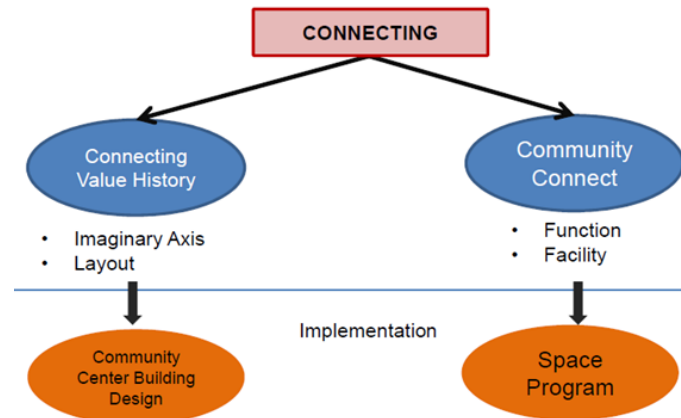 CONNECTING
Connecting
Value History
Community
Connect
• Imaginary Axis
• Layout
• Function
• Facility
Implementation
Community
Center Building
Design
Space
Program